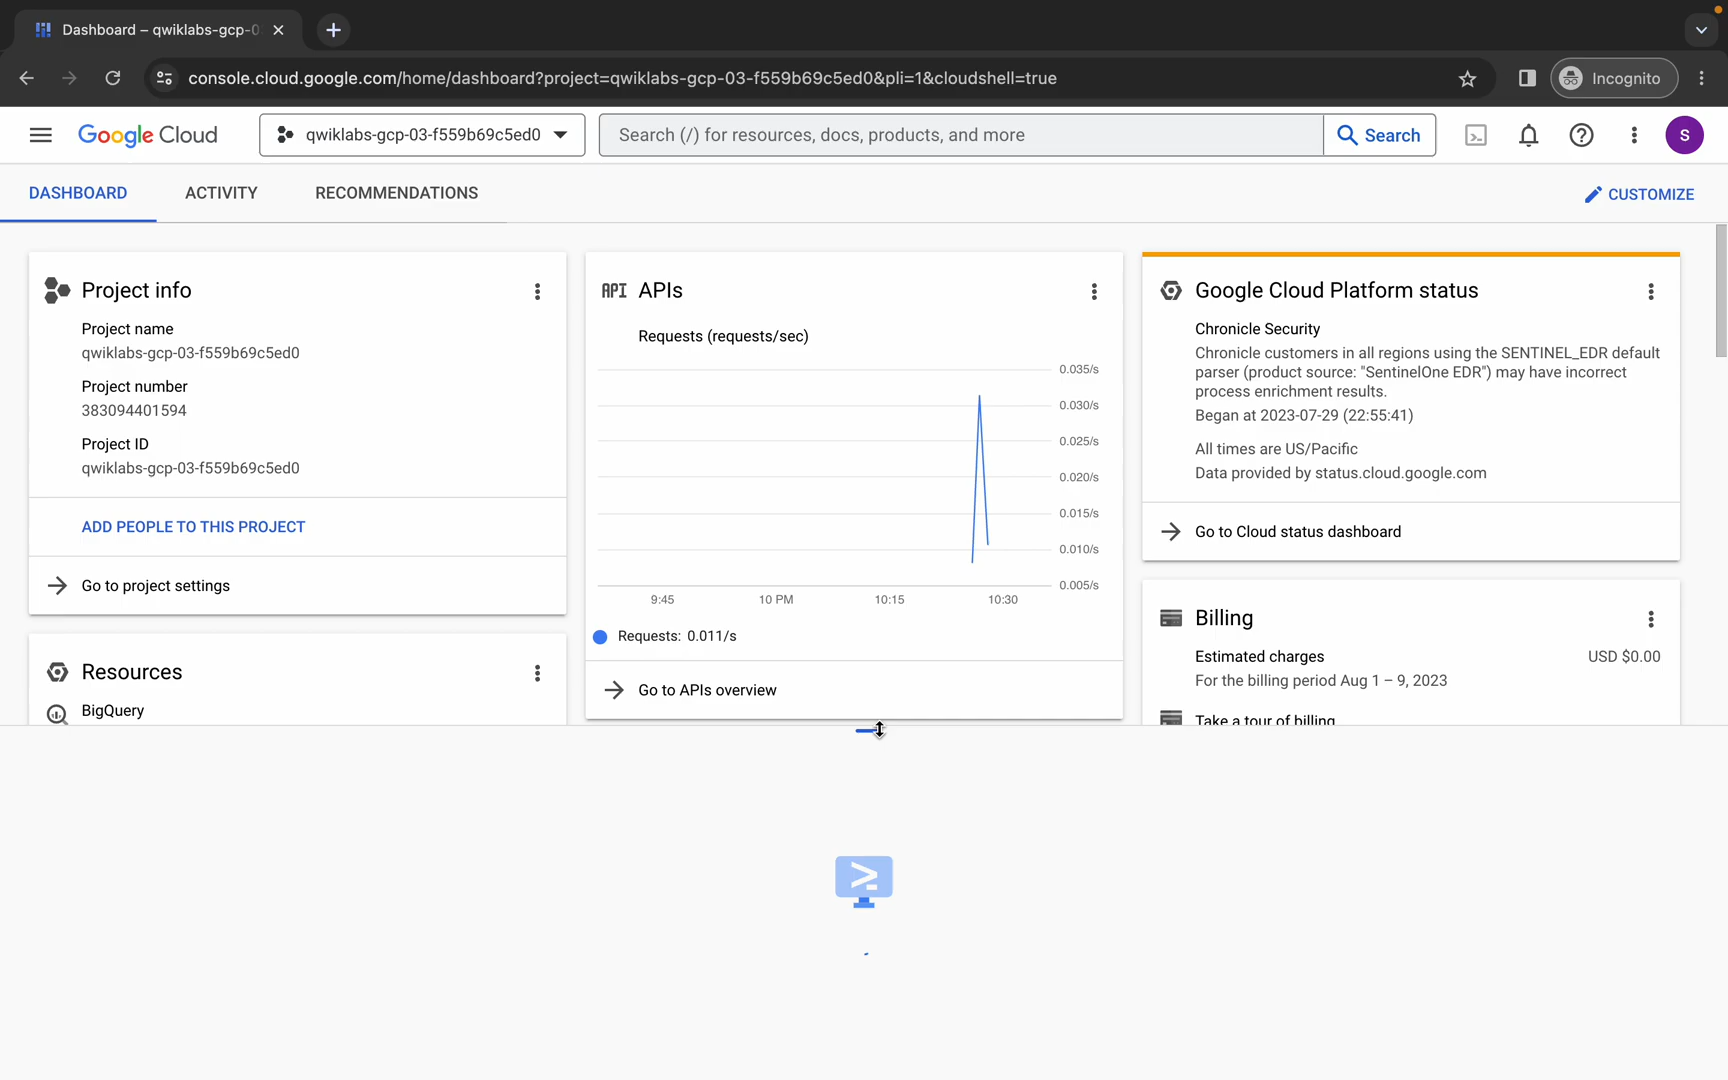 Dashboard – qwiklabs-gcp-0
console.cloud.google.com/home/dashboard?project=qwiklabs-gcp-03-f559b69c5ed0&pli=1&cloudshell=true
Incognito
Google Cloud
qwiklabs-gcp-03-f559b69c5ed0
Search (/) for resources, docs, products, and more
Search
S
DASHBOARD
ACTIVITY
RECOMMENDATIONS
CUSTOMIZE
Project info
Project name
qwiklabs-gcp-03-f559b69c5ed0
Project number
383094401594
Project ID
qwiklabs-gcp-03-f559b69c5ed0
ADD PEOPLE TO THIS PROJECT
Go to project settings
Resources
BigQuery
API APIs
Requests (requests/sec)
0.035/s
0.030/s
0.025/s
0.020/s
0.015/s
0.010/s
0.005/s
9:45
10 PM
10:15
10:30
Requests: 0.011/s
Go to APIs overview
Google Cloud Platform status
Chronicle Security
Chronicle customers in all regions using the SENTINEL_EDR default
parser (product source: "SentinelOne EDR") may have incorrect
process enrichment results.
Began at 2023-07-29 (22:55:41)
All times are US/Pacific
Data provided by status.cloud.google.com
Go to Cloud status dashboard
Billing
Estimated charges
USD $0.00
For the billing period Aug 1 – 9, 2023
Take a tour of billing